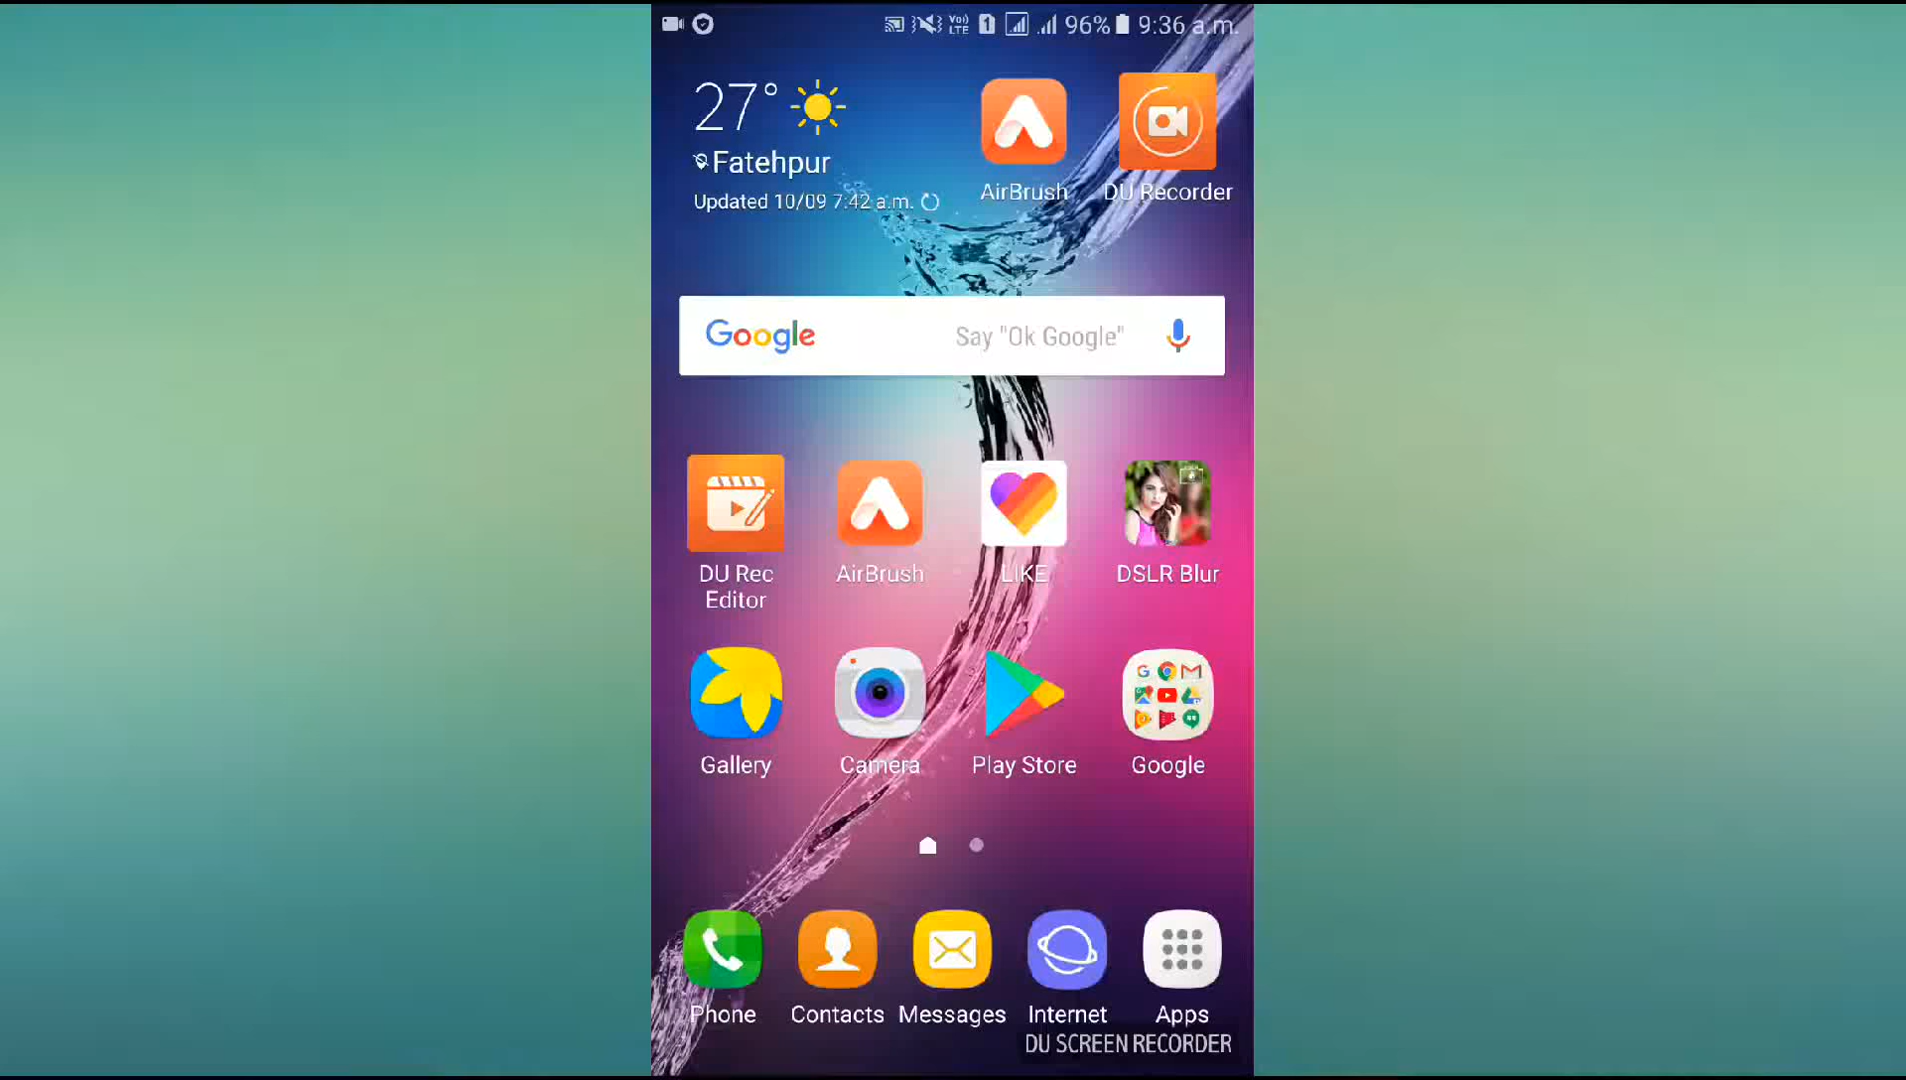 96% 9:36 a.m.
27°
Fatehpur
Updated 10/09 7:42 a.m.
AirBrush
DU Recorder
Google
Say "Ok Google"
DU Rec
Editor
AirBrush
LIKE
DSLR Blur
Gallery
Camera
Play Store
Google
Phone
Contacts
Messages
Internet
Apps
DU SCREEN RECORDER